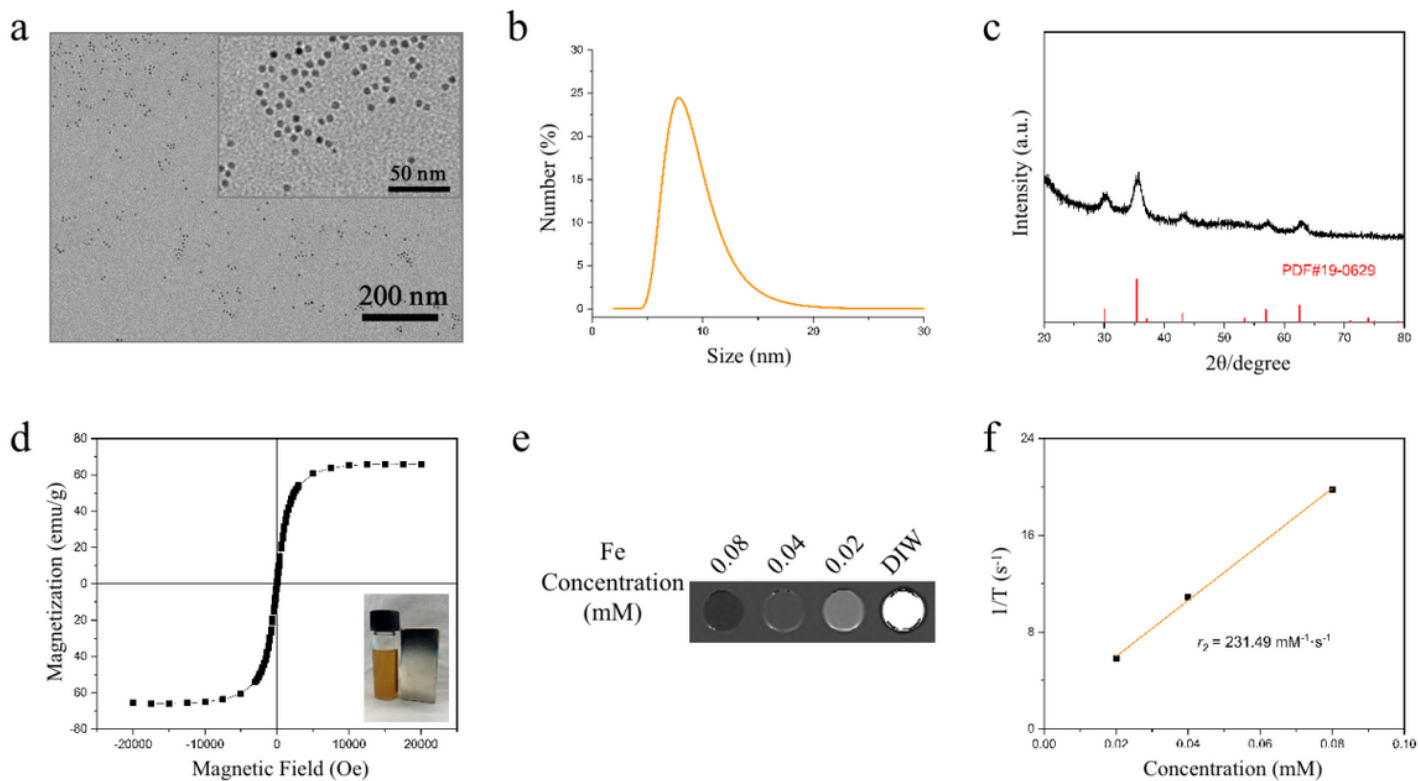 a
200 nm
50 nm
b
30
25
20
15
10
5
0
Number (%)
0
10
20
30
Size (nm)
c
Intensity (a.u.)
PDF#19-0629
20
30
40
50
60
70
80
2θ/degree
d
80
60
40
20
0
20
40
60
-80
Magnetization (emu/g)
-20000
-10000
0
10000
20000
Magnetic Field (Oe)
e
Fe
Concentration
(mM)
0.08
0.04
0.02
DIW
f
24
18
12
6
0
1/T (s⁻¹)
r₂ = 231.49 mM⁻¹·s⁻¹
0.00
0.02
0.04
0.06
0.08
0.10
Concentration (mM)